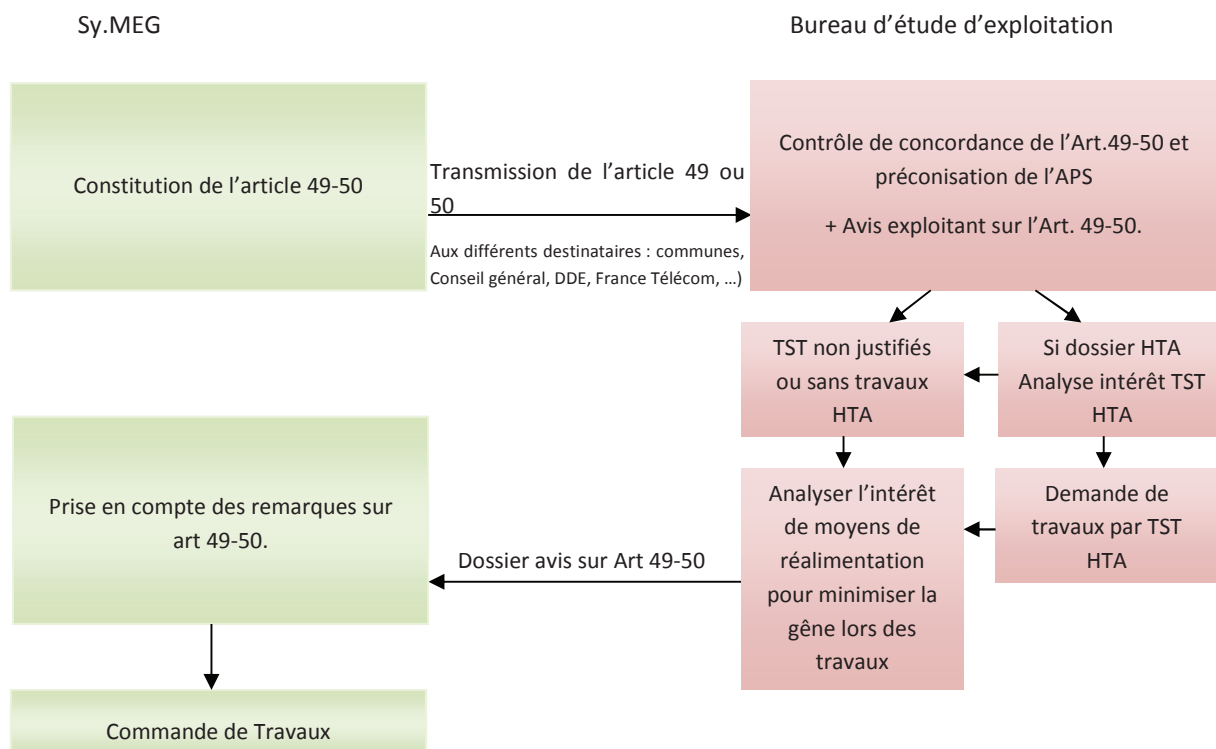 Sy.MEG
Bureau d’étude d’exploitation
Constitution de l’article 49-50
Transmission de l’article 49 ou
50
Aux différents destinataires : communes,
Conseil général, DDE, France Télécom, …)
Contrôle de concordance de l’Art.49-50 et
préconisation de l’APS
+ Avis exploitant sur l’Art. 49-50.
TST non justifiés
ou sans travaux
HTA
Si dossier HTA
Analyse intérêt TST
HTA
Prise en compte des remarques sur
art 49-50.
Dossier avis sur Art 49-50
Analyser l’intérêt
de moyens de
réalimentation
pour minimiser la
gêne lors des
travaux
Demande de
travaux par TST
HTA
Commande de Travaux